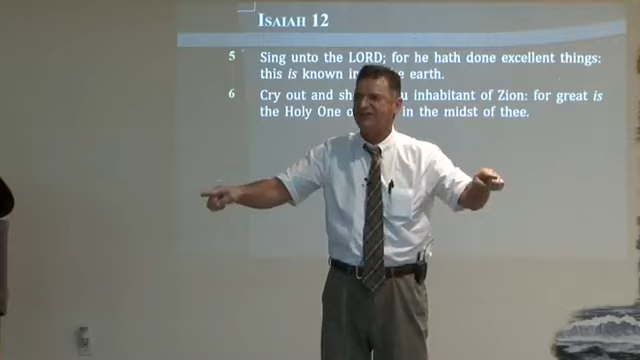 ISAIAH 12
5 Sing unto the LORD; for he hath done excellent things:
this is known in e earth.
6 Cry out and sh u inhabitant of Zion: for great is
the Holy One o in the midst of thee.